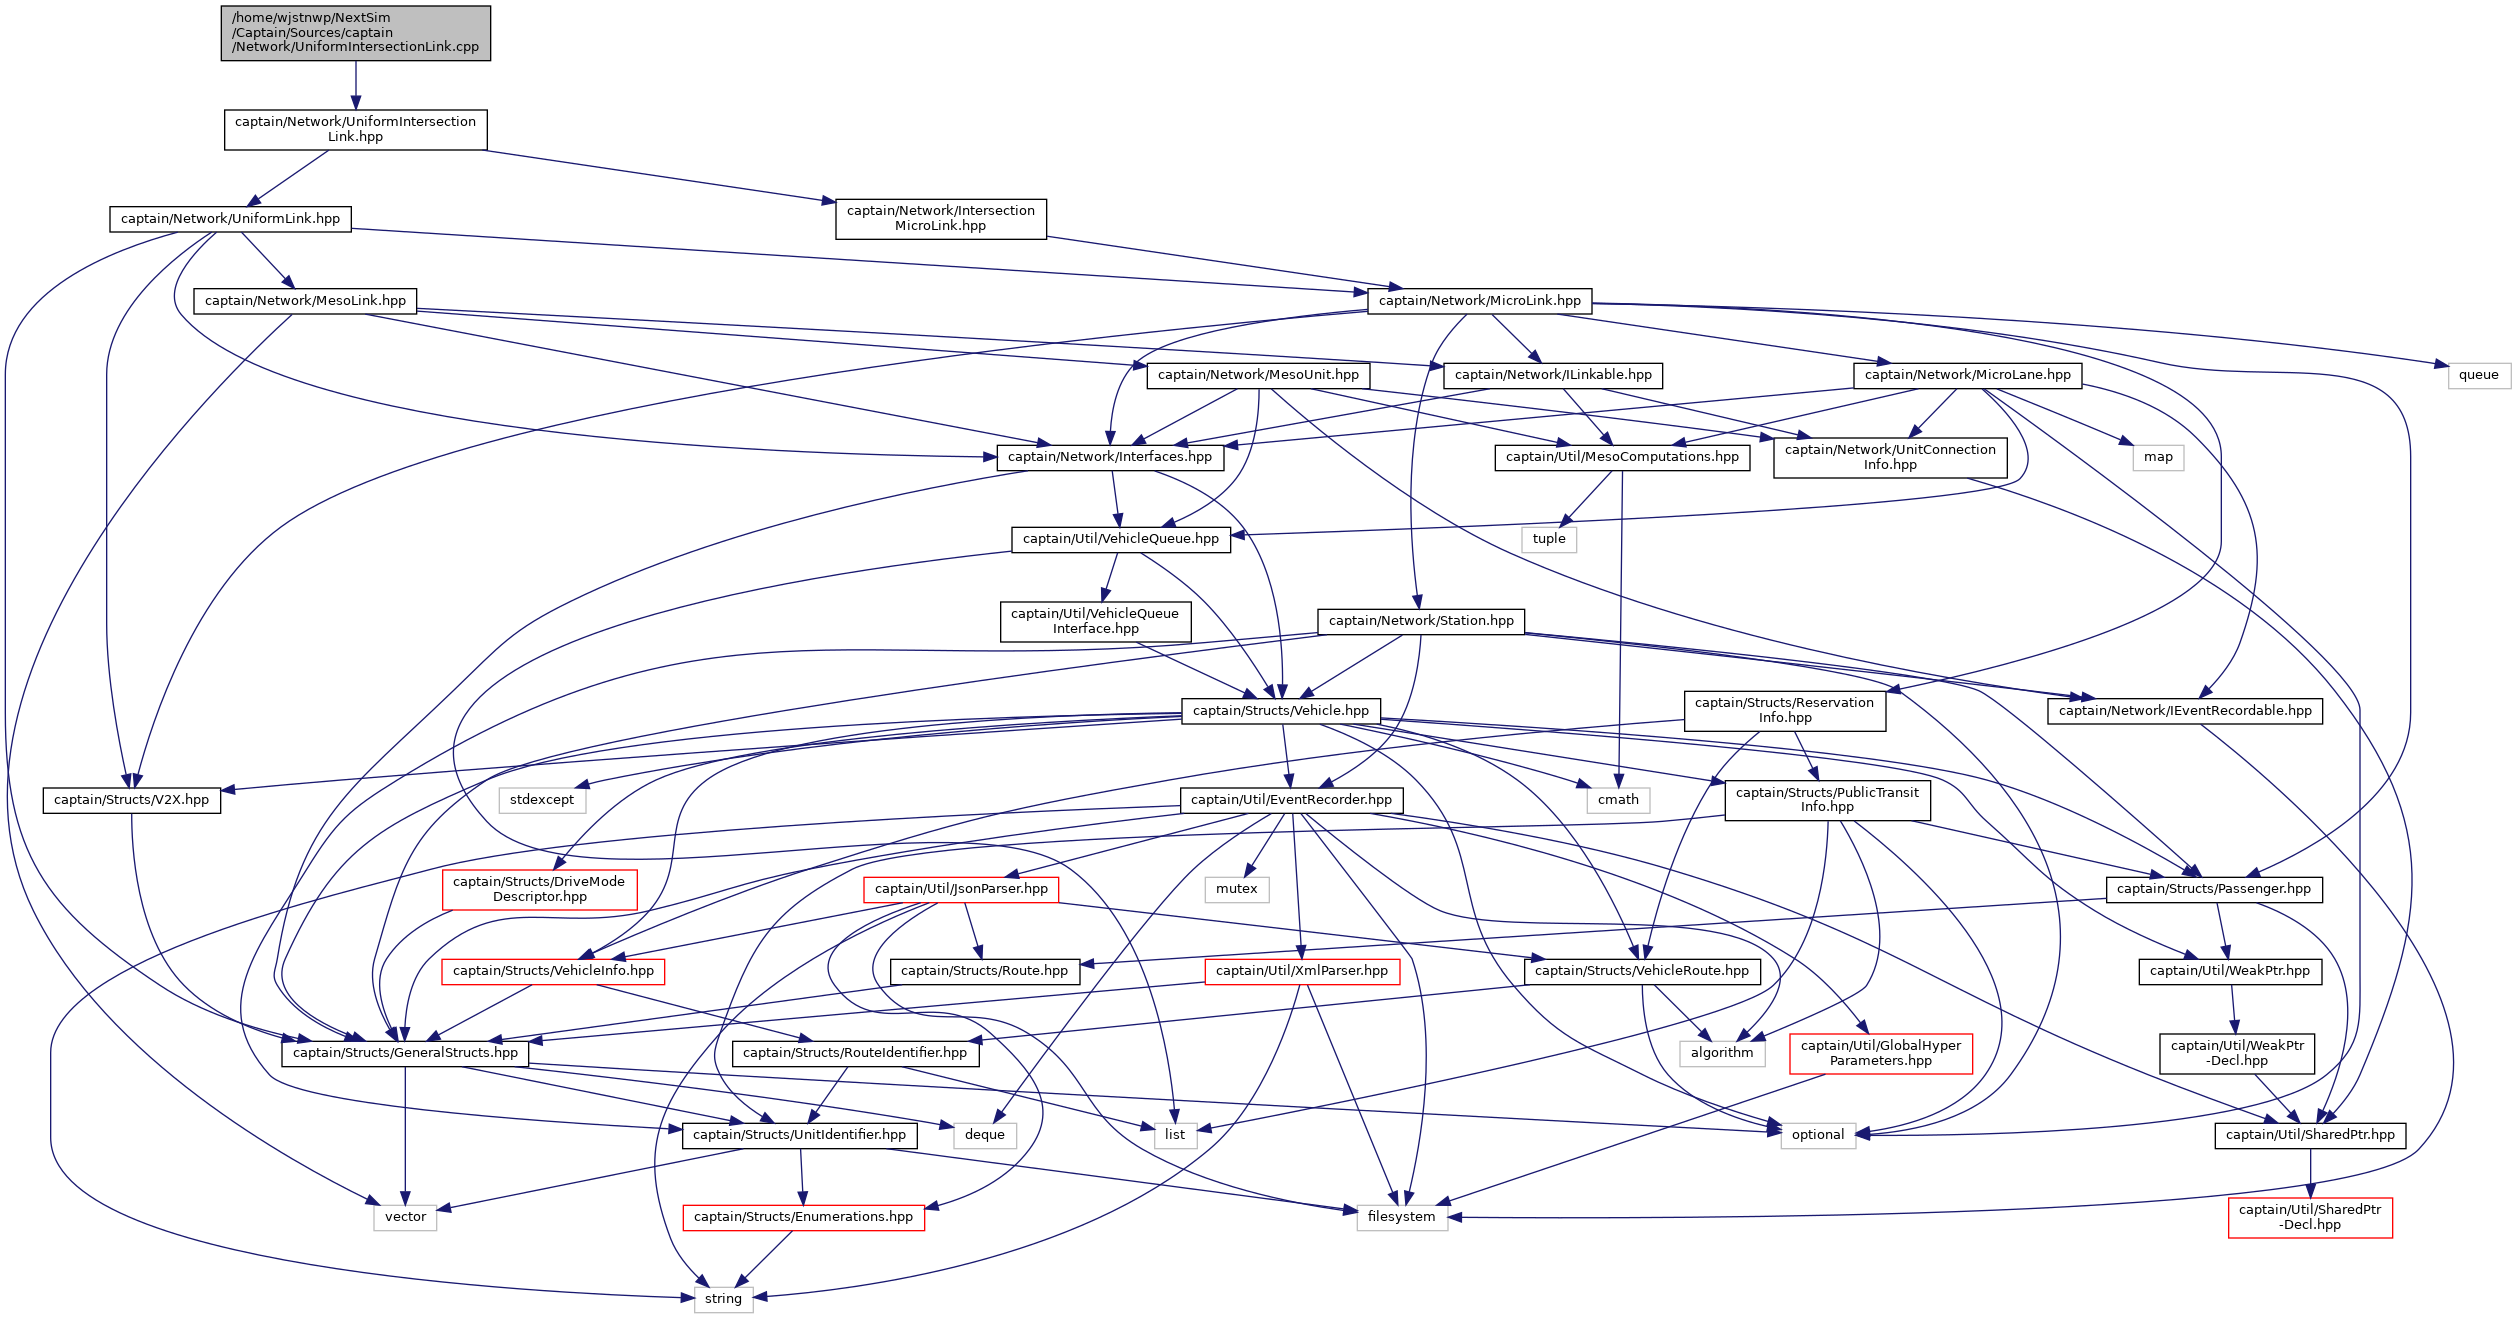 /home/wjstnwp/NextSim
/Captain/Sources/captain
/Network/UniformIntersectionLink.cpp
captain/Network/UniformIntersection
Link.hpp
captain/Network/UniformLink.hpp
captain/Network/Intersection
MicroLink.hpp
captain/Network/MesoLink.hpp
captain/Network/MicroLink.hpp
captain/Network/MesoUnit.hpp
captain/Network/ILinkable.hpp
captain/Network/MicroLane.hpp
queue
captain/Network/Interfaces.hpp
captain/Util/MesoComputations.hpp
captain/Network/UnitConnection
Info.hpp
map
captain/Util/VehicleQueue.hpp
tuple
captain/Util/VehicleQueue
Interface.hpp
captain/Network/Station.hpp
captain/Structs/Vehicle.hpp
captain/Structs/Reservation
Info.hpp
captain/Network/IEventRecordable.hpp
captain/Structs/V2X.hpp
stdexcept
captain/Util/EventRecorder.hpp
cmath
captain/Structs/PublicTransit
Info.hpp
captain/Structs/DriveMode
Descriptor.hpp
captain/Util/JsonParser.hpp
mutex
captain/Structs/Passenger.hpp
captain/Structs/VehicleInfo.hpp
captain/Structs/Route.hpp
captain/Util/XmlParser.hpp
captain/Structs/VehicleRoute.hpp
captain/Util/WeakPtr.hpp
captain/Structs/GeneralStructs.hpp
captain/Structs/RouteIdentifier.hpp
algorithm
captain/Util/GlobalHyper
Parameters.hpp
captain/Util/WeakPtr
-Decl.hpp
captain/Structs/UnitIdentifier.hpp
deque
list
optional
captain/Util/SharedPtr.hpp
vector
captain/Structs/Enumerations.hpp
filesystem
captain/Util/SharedPtr
-Decl.hpp
string